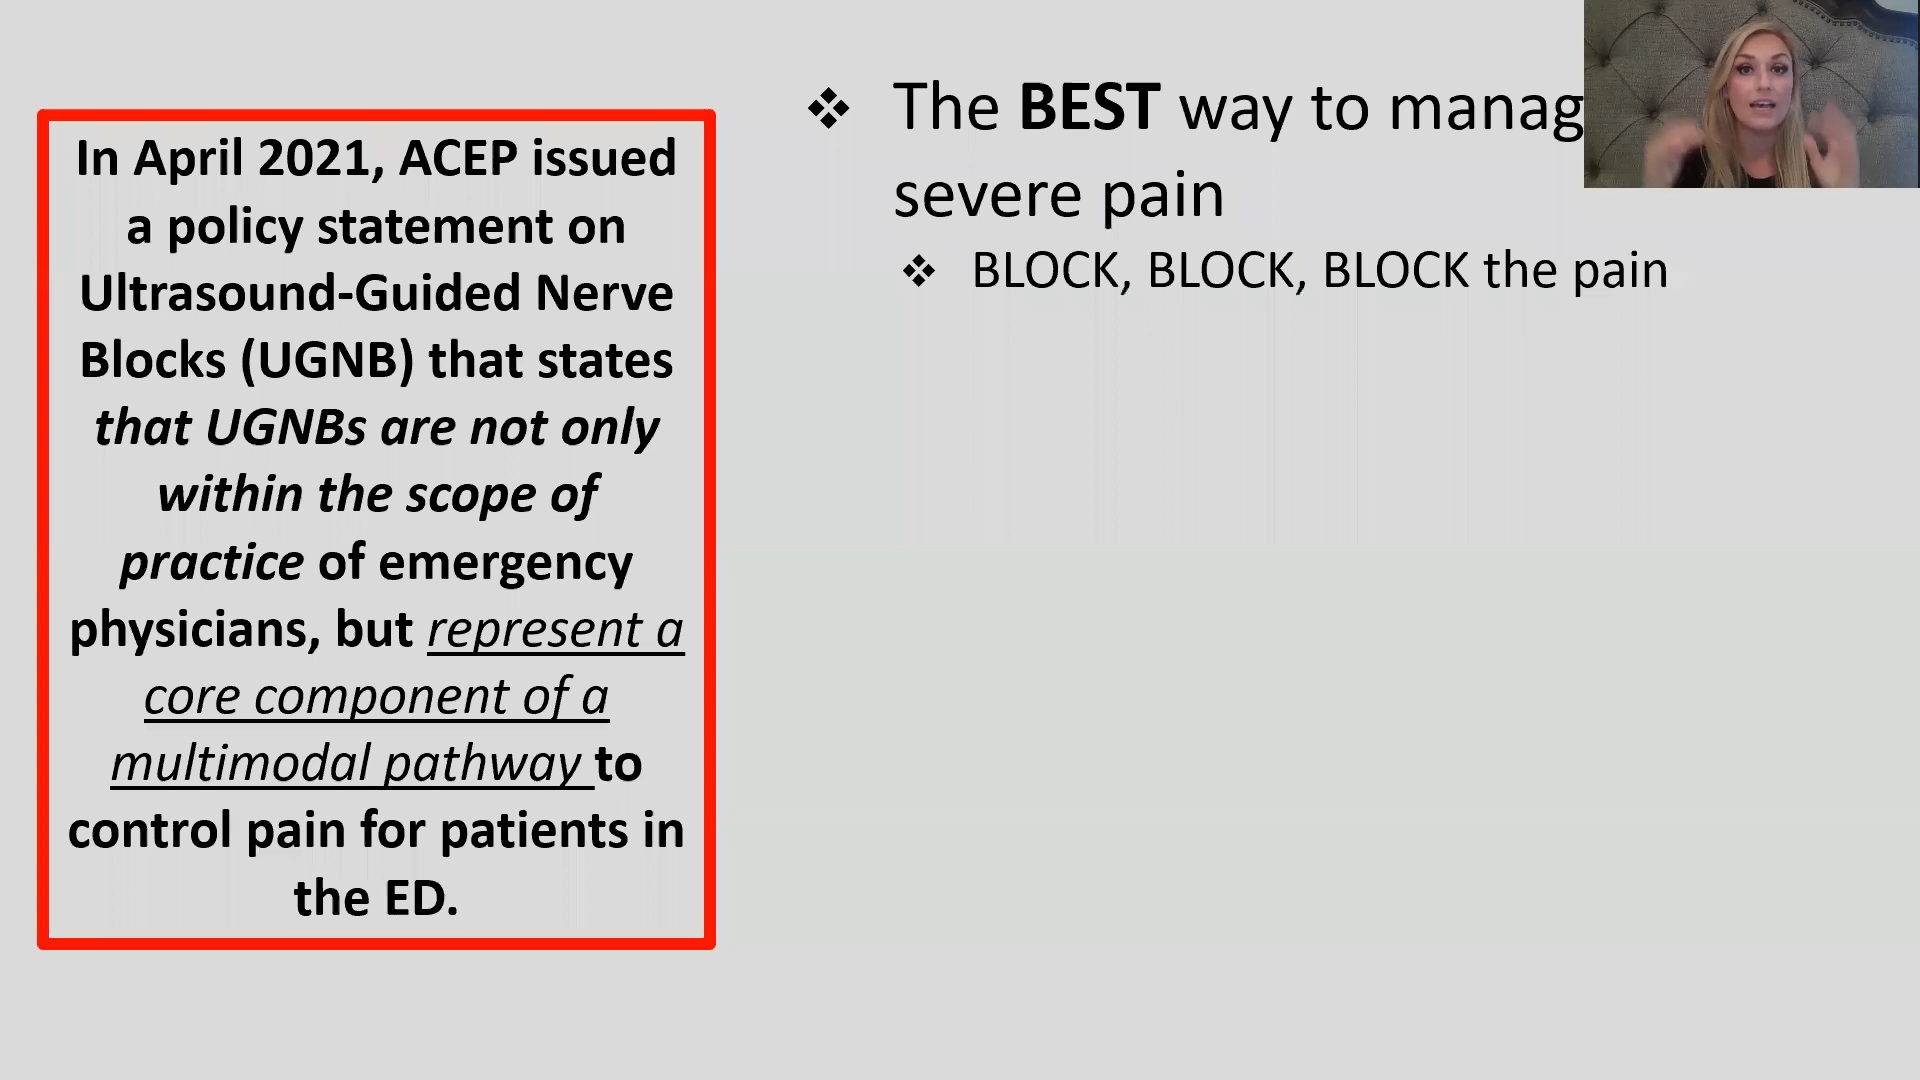 In April 2021, ACEP issued
a policy statement on
Ultrasound-Guided Nerve
Blocks (UGNB) that states
that UGNBs are not only
within the scope of
practice of emergency
physicians, but represent a
core component of a
multimodal pathway to
control pain for patients in
the ED.
❖ The BEST way to manag
severe pain
❖ BLOCK, BLOCK, BLOCK the pain